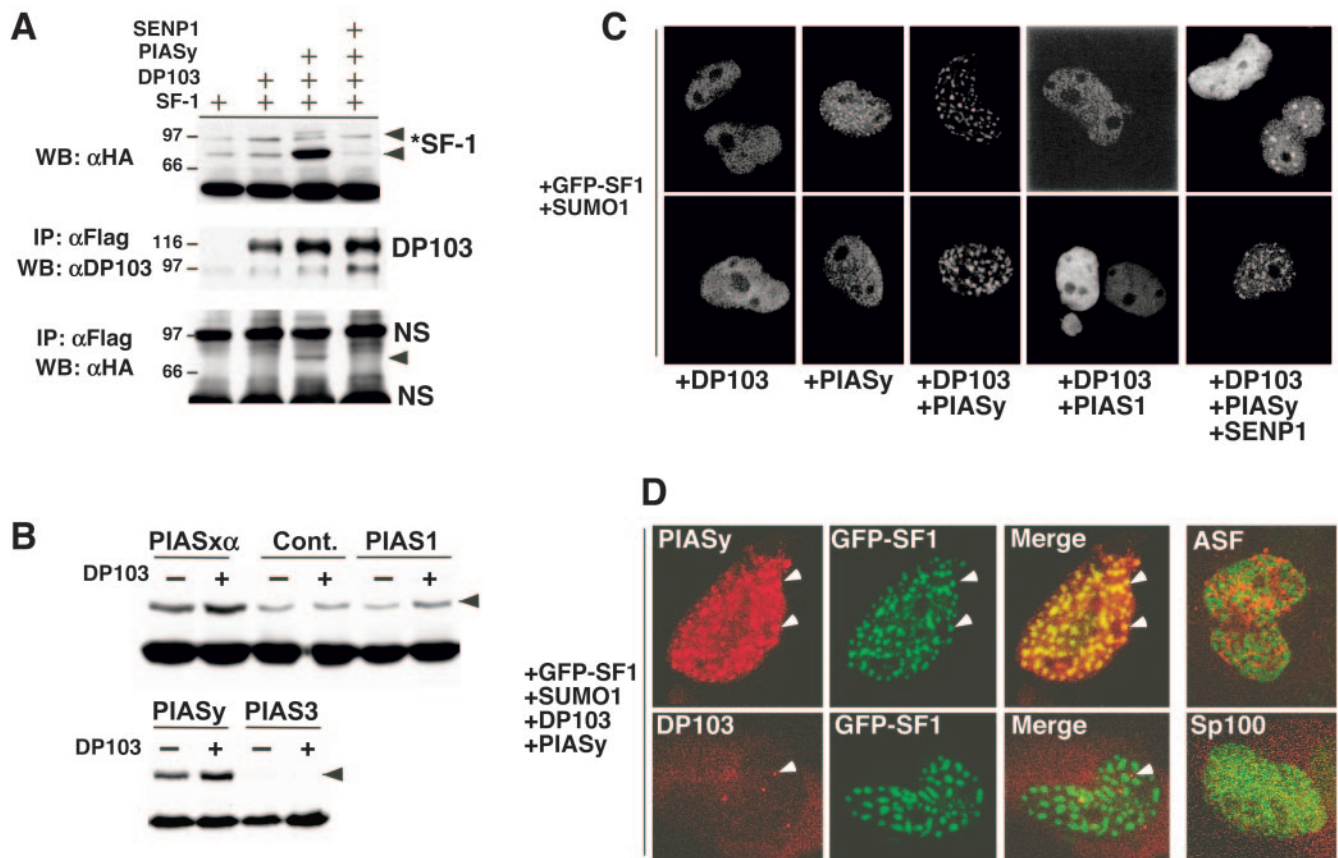 A
SENP1 +
PIASy + +
DP103 + + +
SF-1 + + + +
WB: αHA
97
66
*SF-1
IP: αFlag
WB: αDP103
116
97
DP103
IP: αFlag
WB: αHA
97
66
NS
NS
B
PIASxα Cont. PIAS1
DP103 − + − + − +
PIASy PIAS3
DP103 − + − +
C
+GFP-SF1
+SUMO1
+DP103
+PIASy
+DP103
+PIASy
+DP103
+PIAS1
+DP103
+PIASy
+SENP1
D
+GFP-SF1
+SUMO1
+DP103
+PIASy
PIASy GFP-SF1 Merge ASF
DP103 GFP-SF1 Merge Sp100